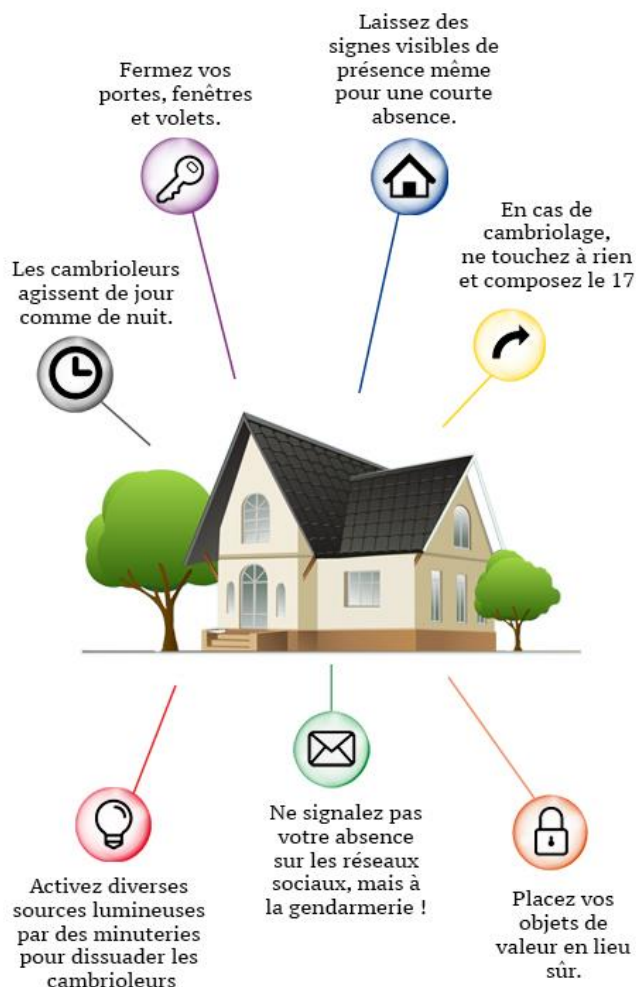 Laissez des
signes visibles de
présence même
pour une courte
absence.
Fermez vos
portes, fenêtres
et volets.
En cas de
cambriolage,
ne touchez à rien
et composez le 17
Les cambrioleurs
agissent de jour
comme de nuit.
Activez diverses
sources lumineuses
par des minuteries
pour dissuader les
cambrioleurs
Ne signalez pas
votre absence
sur les réseaux
sociaux, mais à
la gendarmerie !
Placez vos
objets de
valeur en lieu
sûr.